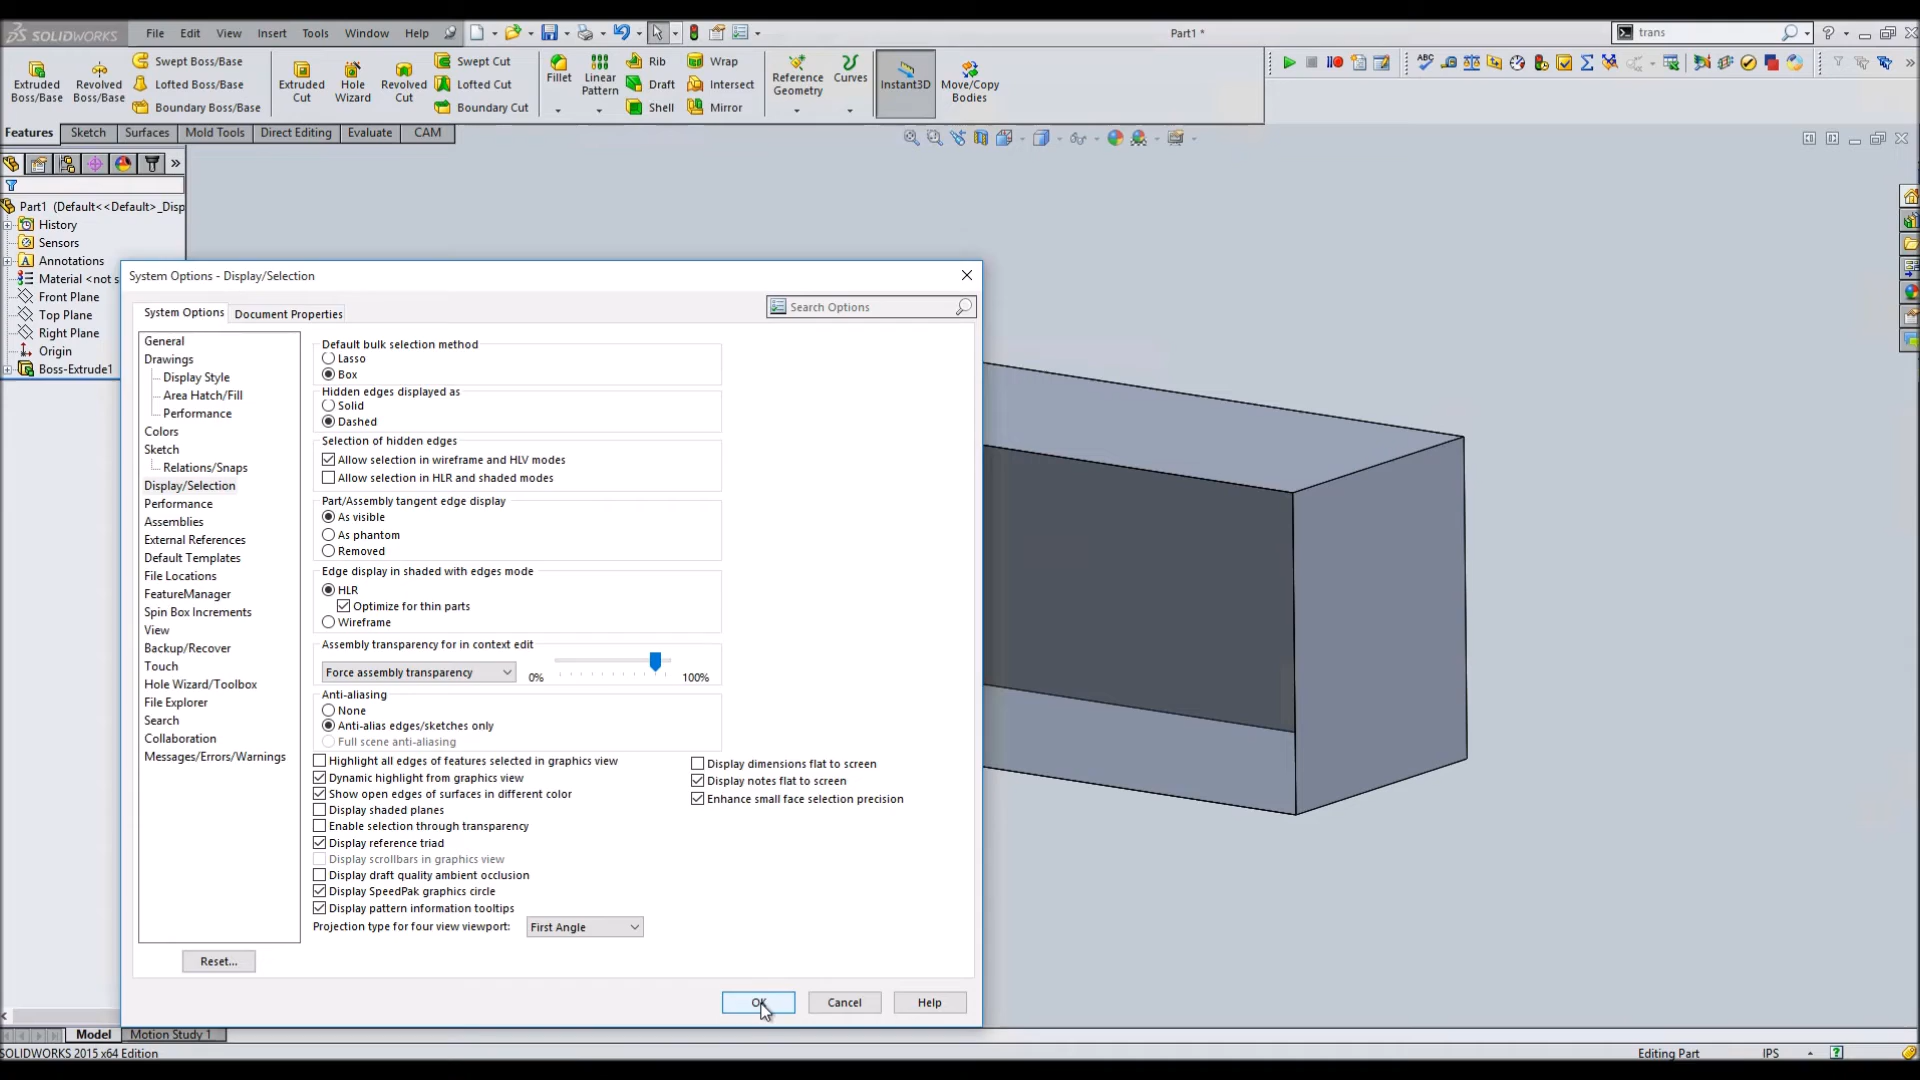 SOLIDWORKS File Edit View Insert Tools Window Help Part1 * trans
Extruded Boss/Base Revolved Boss/Base Swept Boss/Base Lofted Boss/Base Boundary Boss/Base Extruded Cut Hole Wizard Revolved Cut Swept Cut Lofted Cut Boundary Cut Fillet Linear Pattern Rib Draft Shell Wrap Intersect Mirror Reference Geometry Curves Instant3D Move/Copy Bodies
Features Sketch Surfaces Mold Tools Direct Editing Evaluate CAM
Part1 (Default<<Default>_Disp
History
Sensors
Annotations
Material <not s
Front Plane
Top Plane
Right Plane
Origin
Boss-Extrude1
System Options - Display/Selection
System Options Document Properties Search Options
General
Drawings
Display Style
Area Hatch/Fill
Performance
Colors
Sketch
Relations/Snaps
Display/Selection
Performance
Assemblies
External References
Default Templates
File Locations
FeatureManager
Spin Box Increments
View
Backup/Recover
Touch
Hole Wizard/Toolbox
File Explorer
Search
Collaboration
Messages/Errors/Warnings
Reset...
Default bulk selection method
Lasso
Box
Hidden edges displayed as
Solid
Dashed
Selection of hidden edges
Allow selection in wireframe and HLV modes
Allow selection in HLR and shaded modes
Part/Assembly tangent edge display
As visible
As phantom
Removed
Edge display in shaded with edges mode
HLR
Optimize for thin parts
Wireframe
Assembly transparency for in context edit
Force assembly transparency 0% 100%
Anti-aliasing
None
Anti-alias edges/sketches only
Full scene anti-aliasing
Highlight all edges of features selected in graphics view
Dynamic highlight from graphics view
Show open edges of surfaces in different color
Display shaded planes
Enable selection through transparency
Display reference triad
Display scrollbars in graphics view
Display draft quality ambient occlusion
Display SpeedPak graphics circle
Display pattern information tooltips
Projection type for four view viewport: First Angle
Display dimensions flat to screen
Display notes flat to screen
Enhance small face selection precision
OK Cancel Help
Model Motion Study 1
SOLIDWORKS 2015 x64 Edition Editing Part IPS